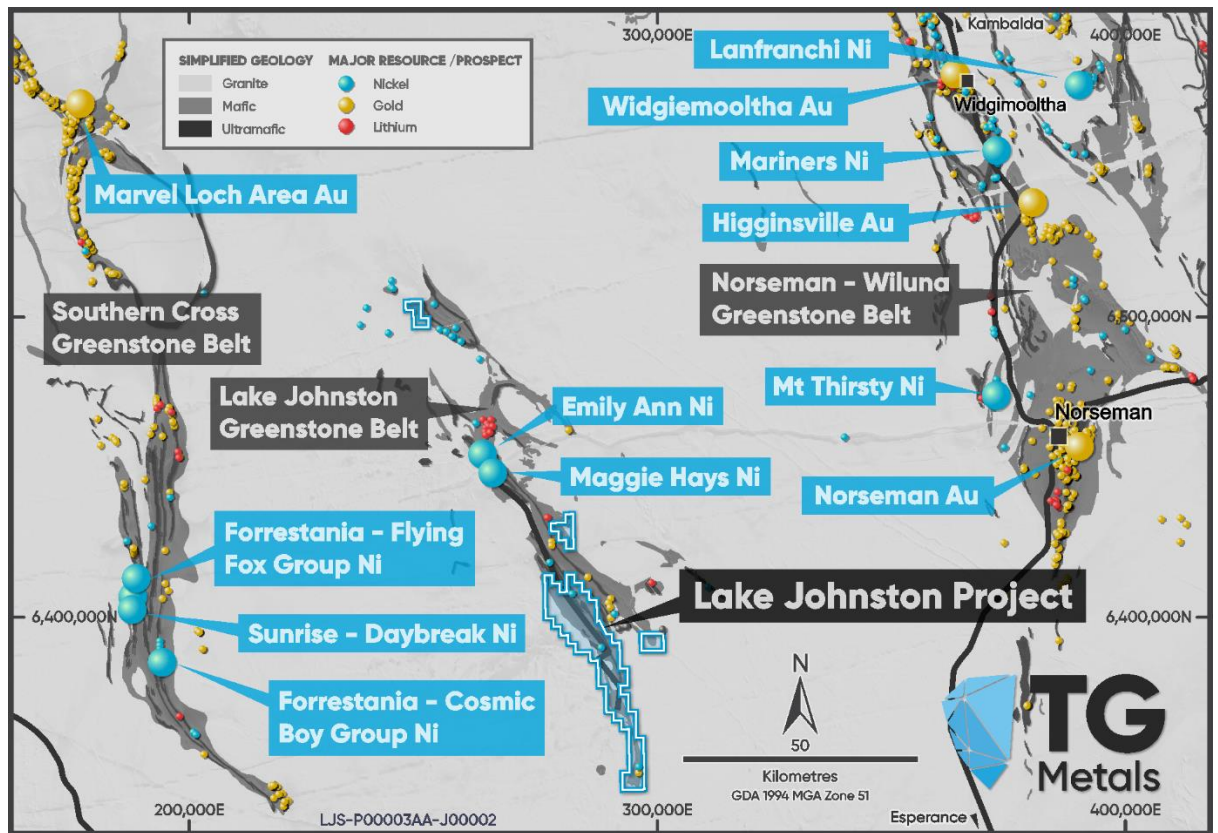 300,000E
Kambalda
400,000E
SIMPLIFIED GEOLOGY
MAJOR RESOURCE /PROSPECT
Granite
Nickel
Mafic
Gold
Ultramafic
Lithium
Lanfranchi Ni
Widgiemooltha Au
Widgimooltha
Mariners Ni
Marvel Loch Area Au
Higginsville Au
Norseman - Wiluna
Greenstone Belt
Southern Cross
Greenstone Belt
6,500,000N
Lake Johnston
Greenstone Belt
Emily Ann Ni
Mt Thirsty Ni
Norseman
Maggie Hays Ni
Norseman Au
Forrestania - Flying
Fox Group Ni
Lake Johnston Project
6,400,000N
6,400,000N
Sunrise - Daybreak Ni
N
Forrestania - Cosmic
Boy Group Ni
50
Kilometres
GDA 1994 MGA Zone 51
TG
Metals
200,000E
LJS-P00003AA-J00002
300,000E
Esperance
400,000E